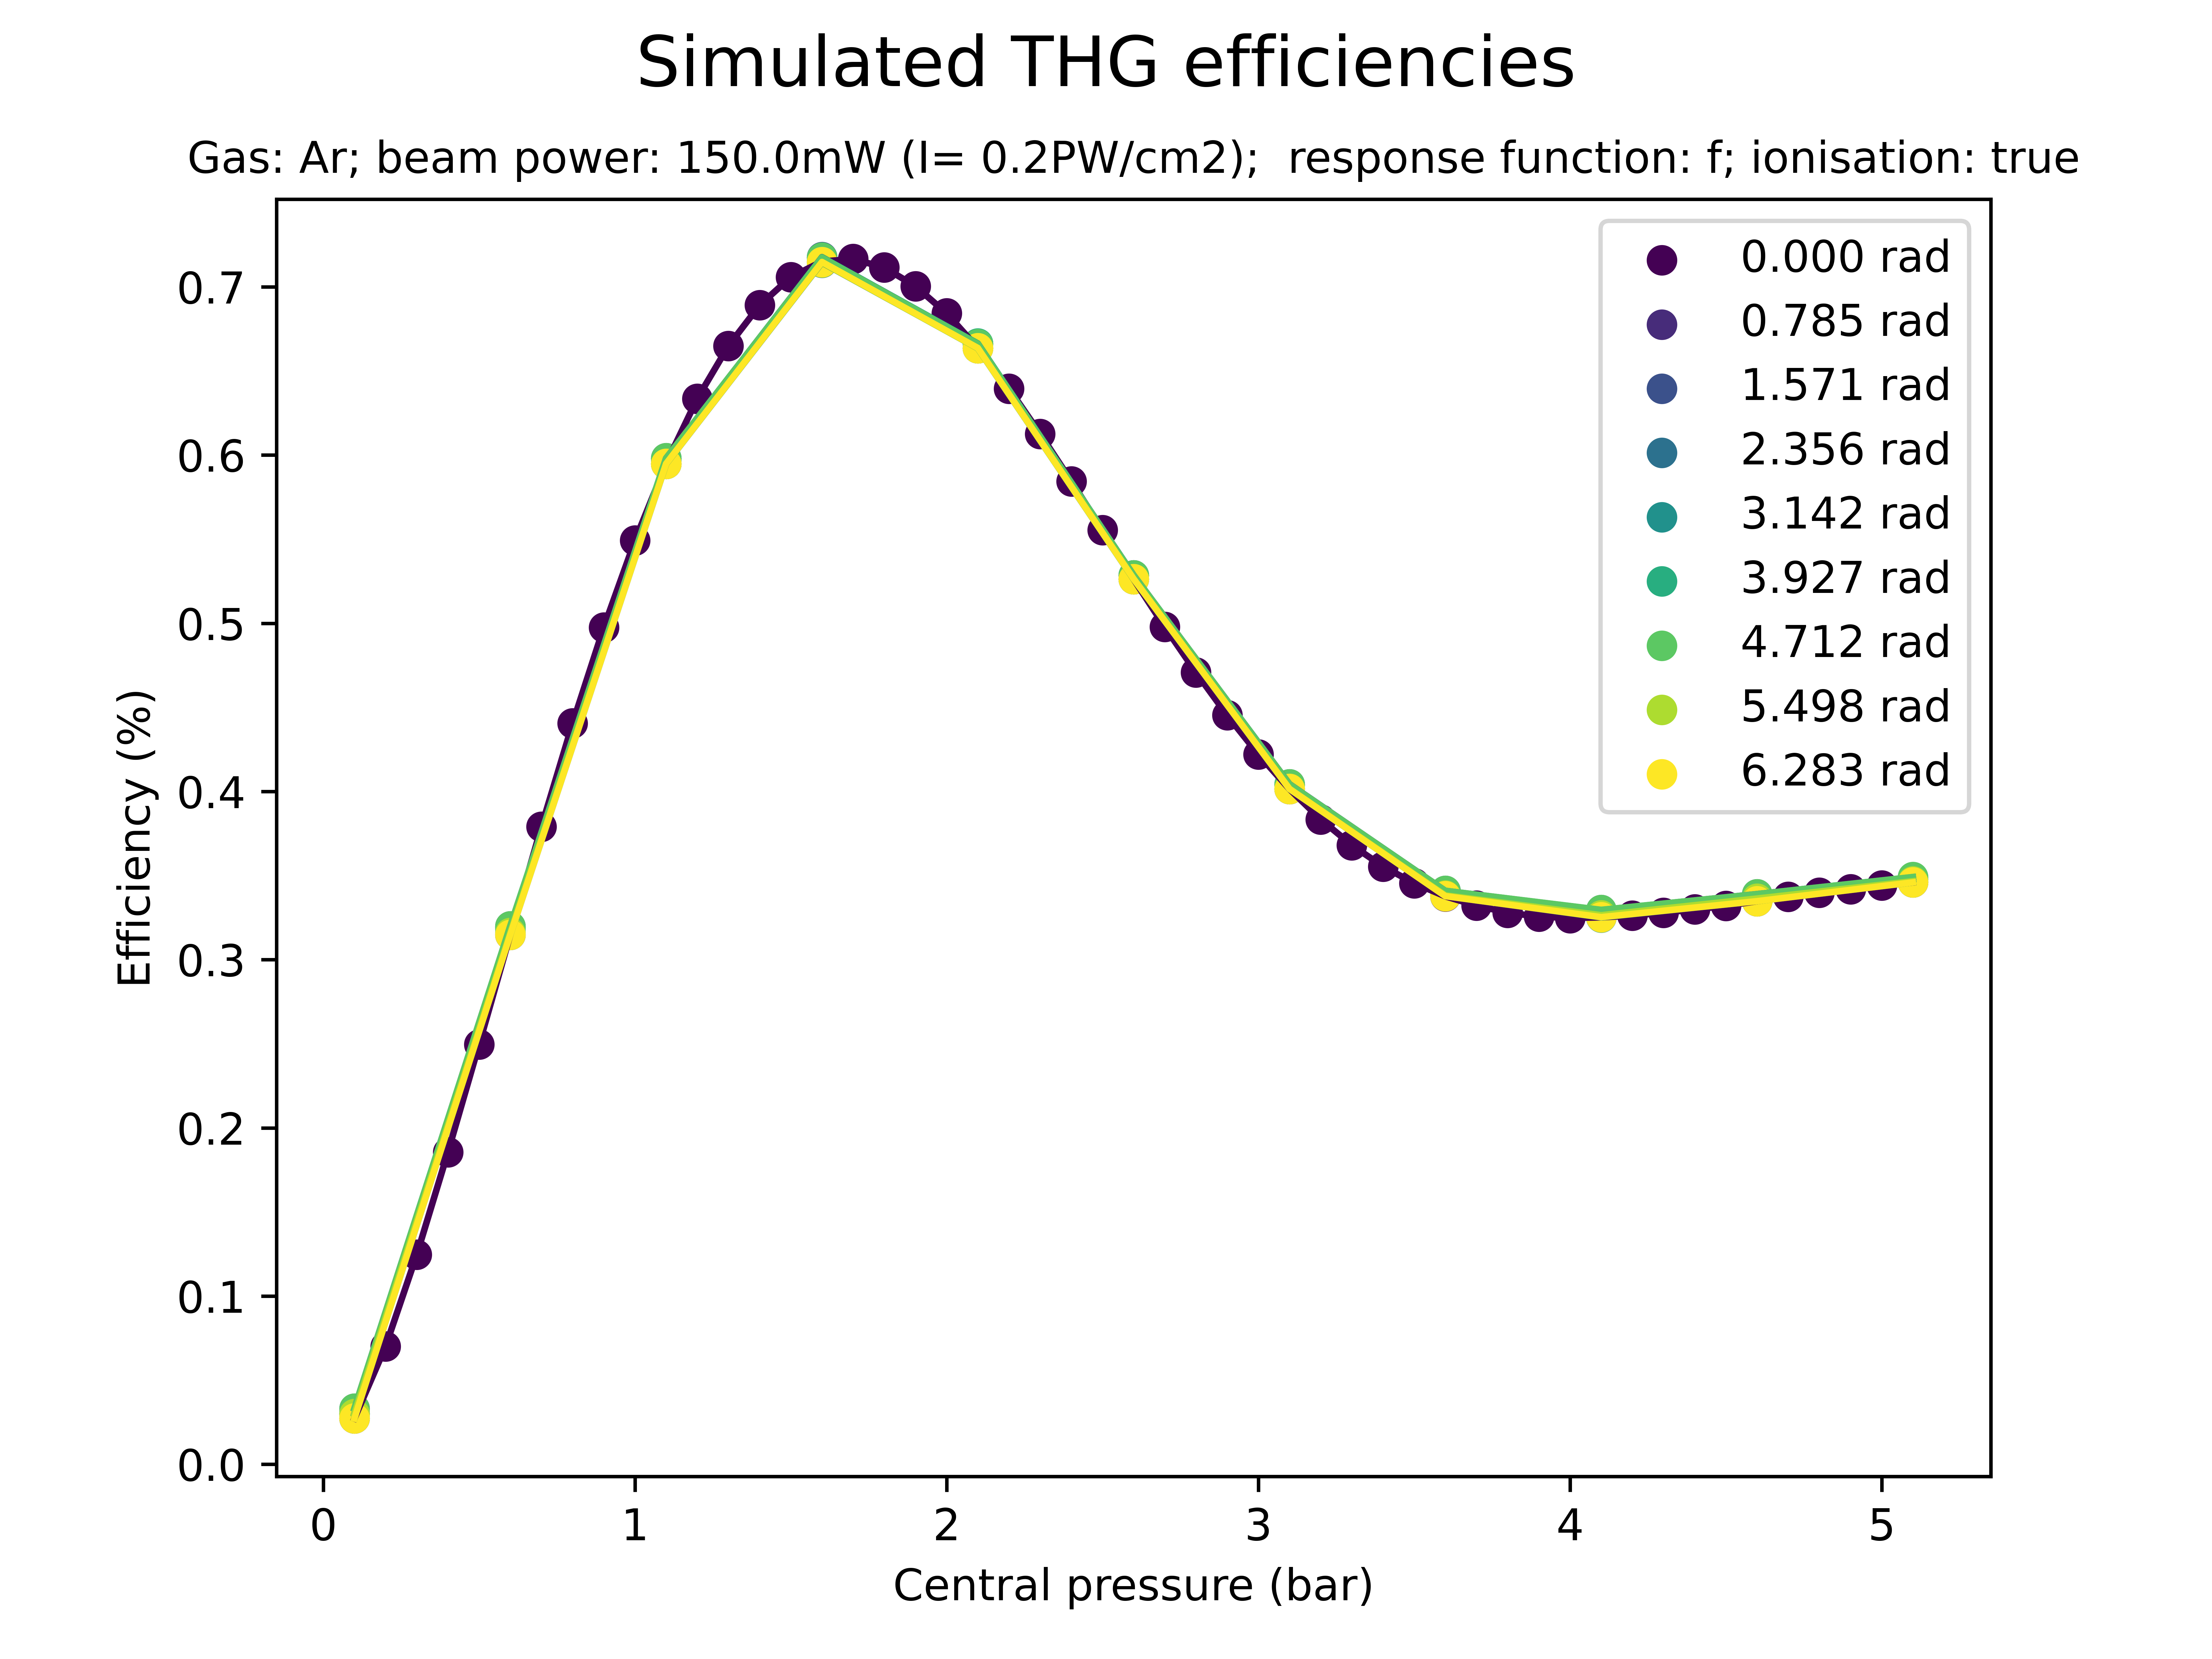 Simulated THG efficiencies
Gas: Ar; beam power: 150.0mW (I= 0.2PW/cm2);  response function: f; ionisation: true
0.000 rad
0.785 rad
1.571 rad
2.356 rad
3.142 rad
3.927 rad
4.712 rad
5.498 rad
6.283 rad
Efficiency (%)
0.7
0.6
0.5
0.4
0.3
0.2
0.1
0.0
0 1 2 3 4 5
Central pressure (bar)